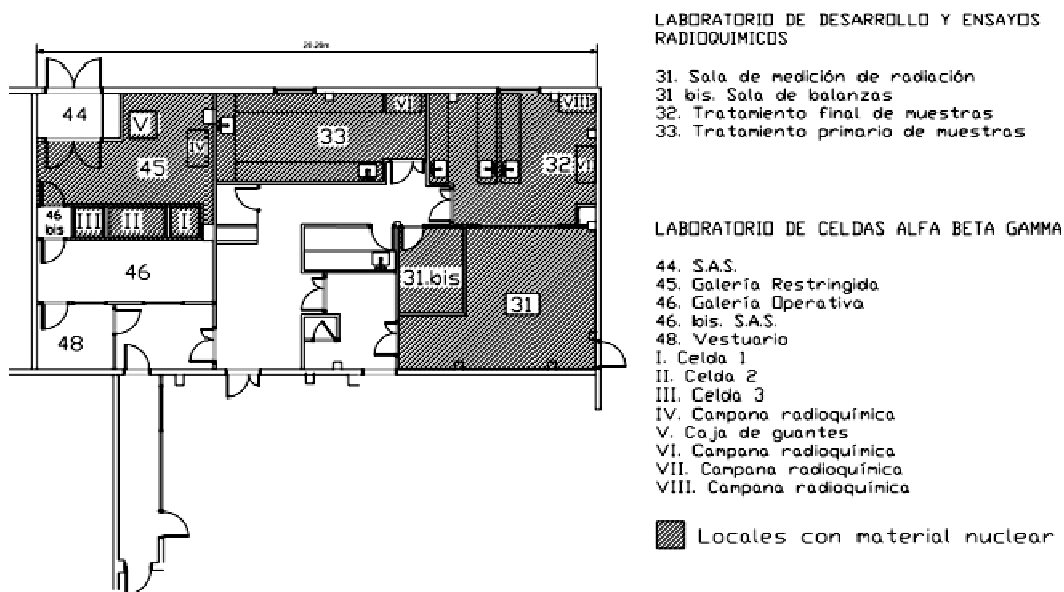 LABORATORIO DE DESARROLLO Y ENSAYOS
RADIOQUIMICOS
31. Sala de medición de radiación
31 bis. Sala de balanzas
32. Tratamiento final de muestras
33. Tratamiento primario de muestras
LABORATORIO DE CELDAS ALFA BETA GAMMA
44. S.A.S.
45. Galería Restringida
46. Galería Operativa
46. bis. S.A.S.
48. Vestuario
I. Celda 1
II. Celda 2
III. Celda 3
IV. Campana radioquímica
V. Caja de guantes
VI. Campana radioquímica
VII. Campana radioquímica
VIII. Campana radioquímica
Locales con material nuclear
44
V
IV
45
33
VI
VIII
32
46
bis
III
II
I
46
31.bis
31
48